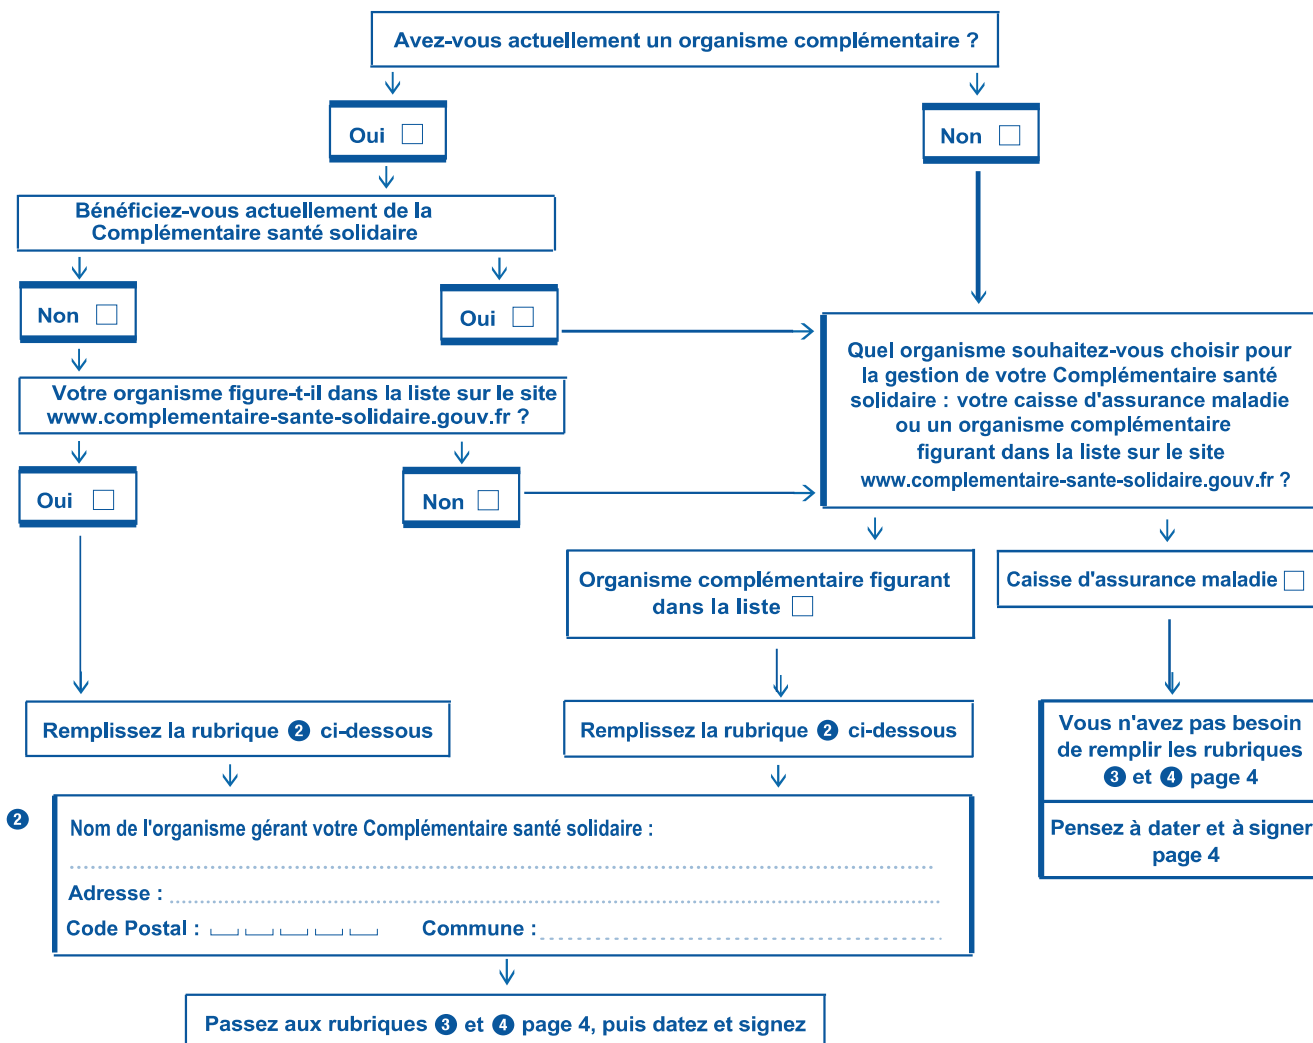 Avez-vous actuellement un organisme complémentaire ?
Oui
Non
Bénéficiez-vous actuellement de la
Complémentaire santé solidaire
Non
Oui
Quel organisme souhaitez-vous choisir pour
la gestion de votre Complémentaire santé
solidaire : votre caisse d'assurance maladie
ou un organisme complémentaire
figurant dans la liste sur le site
www.complementaire-sante-solidaire.gouv.fr ?
Votre organisme figure-t-il dans la liste sur le site
www.complementaire-sante-solidaire.gouv.fr ?
Oui
Non
Organisme complémentaire figurant
dans la liste
Caisse d'assurance maladie
Remplissez la rubrique 2 ci-dessous
Remplissez la rubrique 2 ci-dessous
Vous n'avez pas besoin
de remplir les rubriques
3 et 4 page 4
Pensez à dater et à signer
page 4
2
Nom de l'organisme gérant votre Complémentaire santé solidaire :
Adresse :
Code Postal :
Commune :
Passez aux rubriques 3 et 4 page 4, puis datez et signez